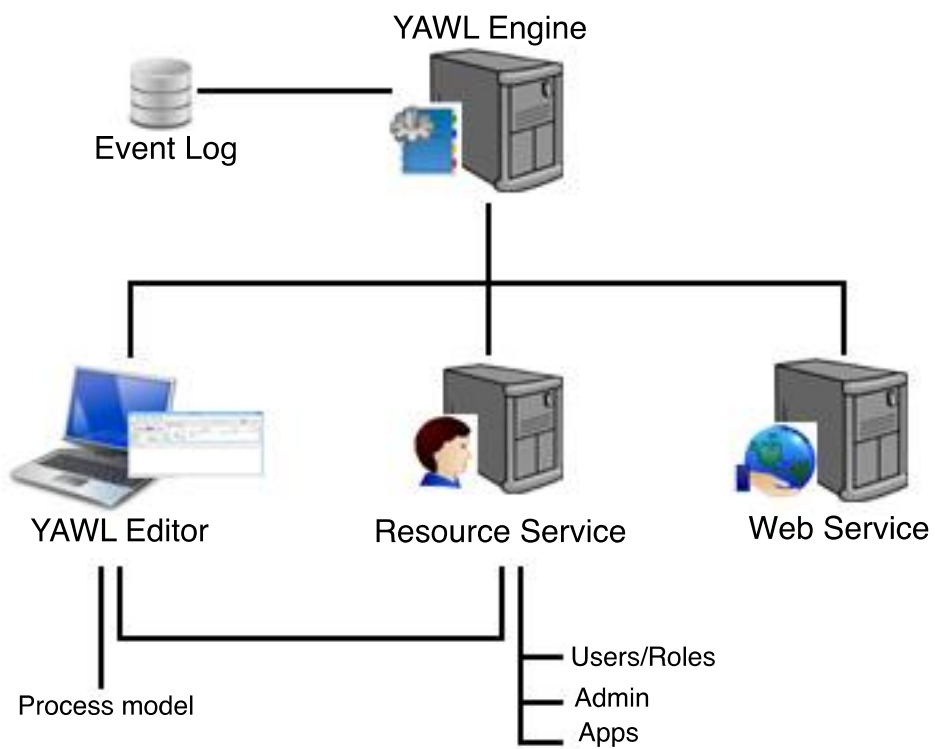 YAWL Engine
Event Log
YAWL Editor
Resource Service
Web Service
Users/Roles
Process model
Admin
Apps